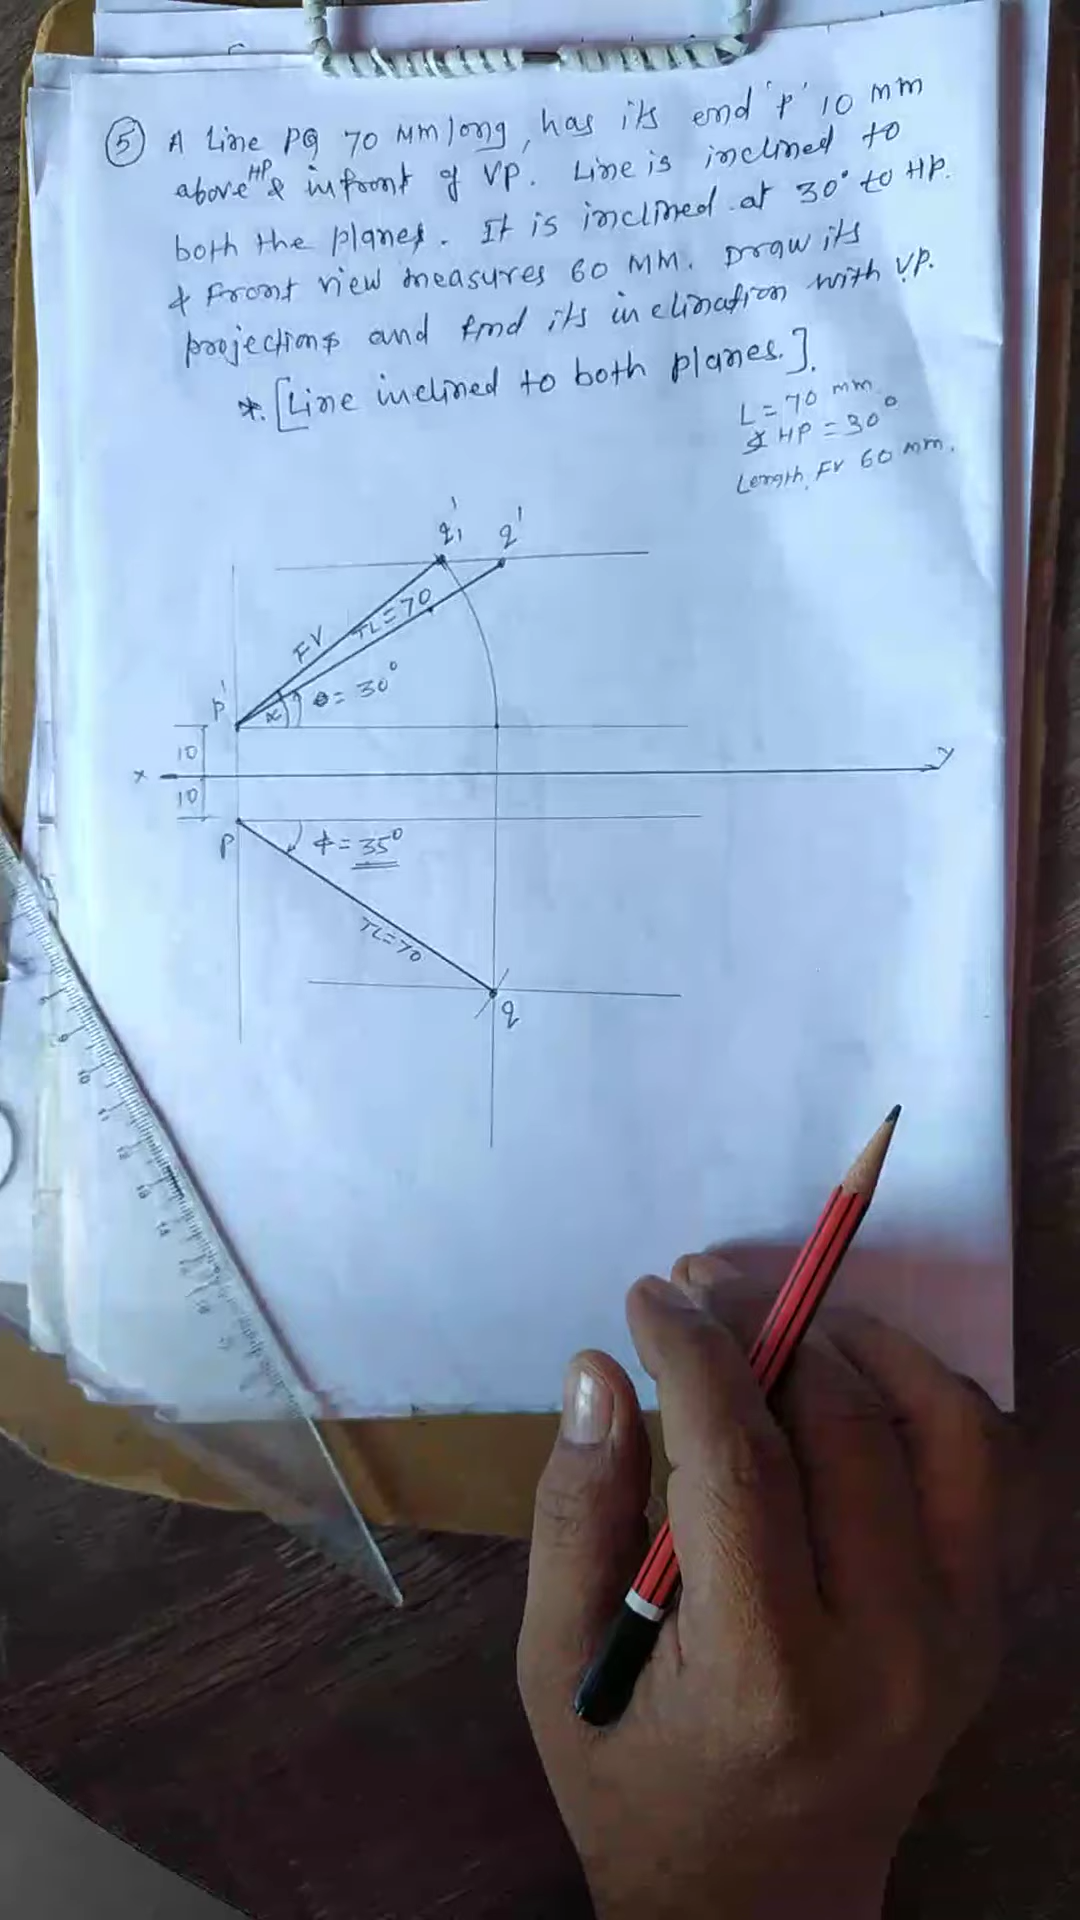 5 A Line PQ 70 MM long, has its end 'P' 10 mm
above HP & infront of VP. Line is inclined to
both the planes. It is inclined at 30° to HP.
& Front view measures 60 MM. Draw its
projections and find its inclination with VP.
*. [Line inclined to both planes.].
L = 70 mm
∠ HP = 30°
Length FV 60 mm.
q1' q'
FV
TL=70
p'
α
θ = 30°
10
x y
10
P
φ = 35°
TL=70
q